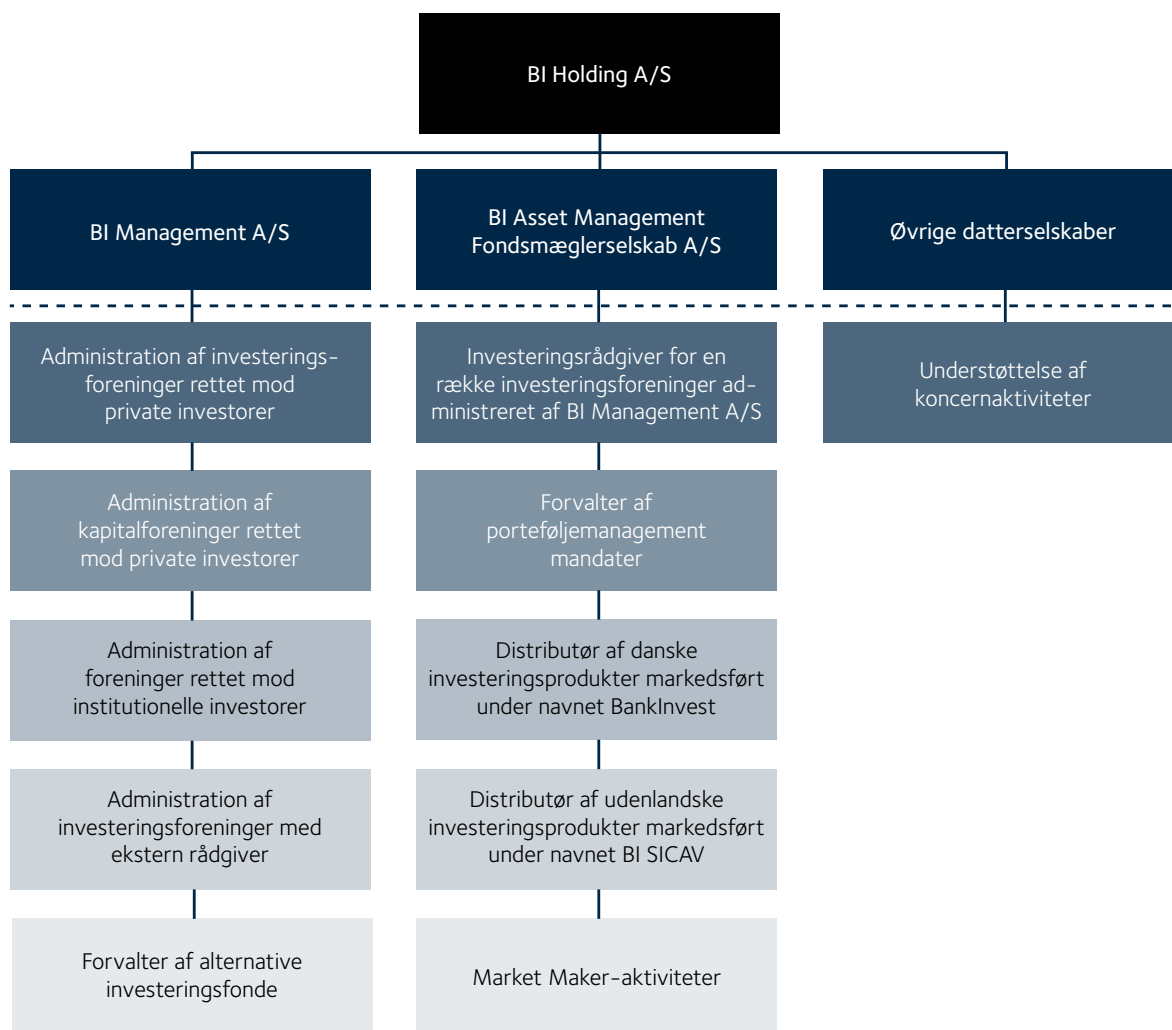 BI Holding A/S
BI Management A/S
BI Asset Management
Fondsmæglerselskab A/S
Øvrige datterselskaber
Administration af investerings-
foreninger rettet mod
private investorer
Investeringsrådgiver for en
række investeringsforeninger ad-
ministreret af BI Management A/S
Understøttelse af
koncernaktiviteter
Administration af
kapitalforeninger rettet
mod private investorer
Forvalter af
porteføljemanagement
mandater
Administration af
foreninger rettet mod
institutionelle investorer
Distributør af danske
investeringsprodukter markedsført
under navnet BankInvest
Administration af
investeringsforeninger med
ekstern rådgiver
Distributør af udenlandske
investeringsprodukter markedsført
under navnet BI SICAV
Forvalter af alternative
investeringsfonde
Market Maker-aktiviteter